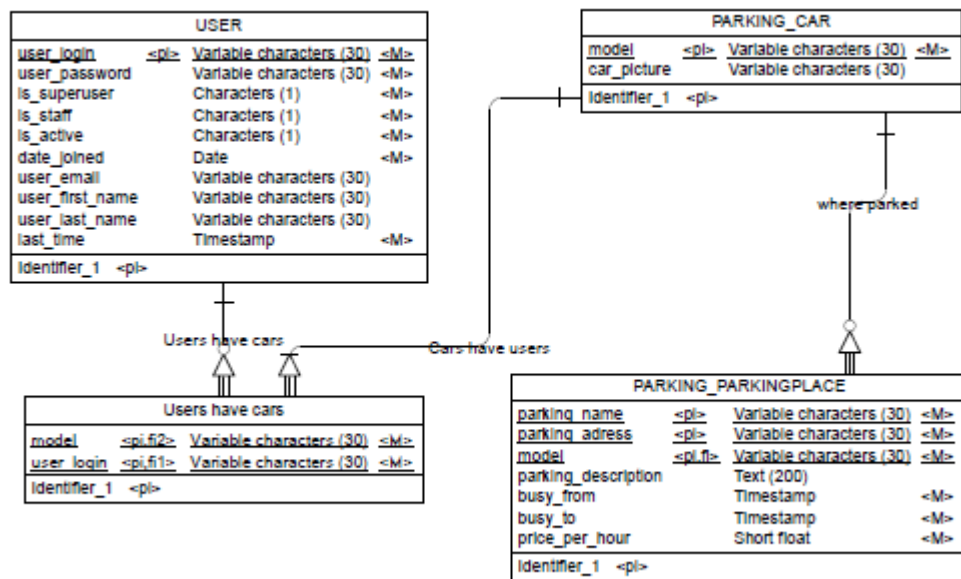 USER
user_login <pi> Variable characters (30) <M>
user_password Variable characters (30) <M>
is_superuser Characters (1) <M>
is_staff Characters (1) <M>
is_active Characters (1) <M>
date_joined Date <M>
user_email Variable characters (30)
user_first_name Variable characters (30)
user_last_name Variable characters (30)
last_time Timestamp <M>
Identifier_1 <pi>
PARKING_CAR
model <pi> Variable characters (30) <M>
car_picture Variable characters (30)
Identifier_1 <pi>
where parked
Users have cars
Cars have users
Users have cars
model <pi,fi2> Variable characters (30) <M>
user_login <pi,fi1> Variable characters (30) <M>
Identifier_1 <pi>
PARKING_PARKINGPLACE
parking_name <pi> Variable characters (30) <M>
parking_adress <pi> Variable characters (30) <M>
model <pi,fi> Variable characters (30) <M>
parking_description Text (200)
busy_from Timestamp <M>
busy_to Timestamp <M>
price_per_hour Short float <M>
Identifier_1 <pi>